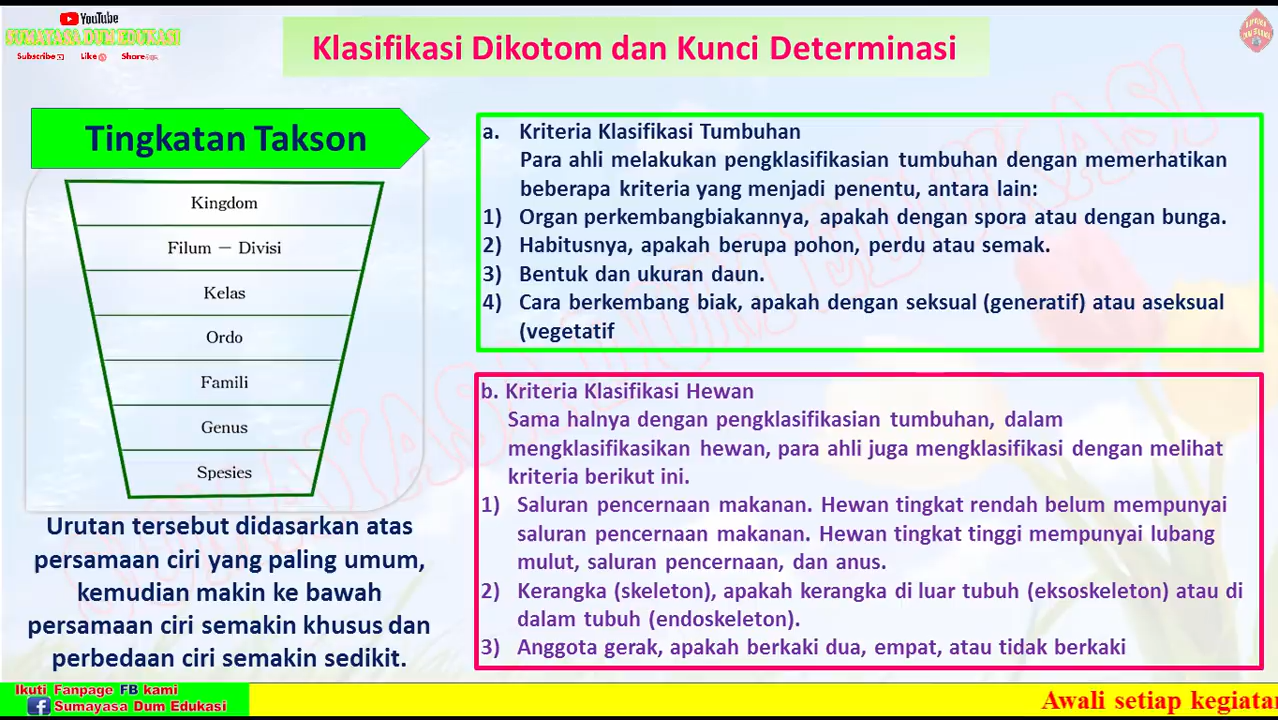 YouTube
SUMAYASA DUM EDUKASI
Subscribe Like Share
Klasifikasi Dikotom dan Kunci Determinasi
Tingkatan Takson
Kingdom
Filum — Divisi
Kelas
Ordo
Famili
Genus
Spesies
Urutan tersebut didasarkan atas
persamaan ciri yang paling umum,
kemudian makin ke bawah
persamaan ciri semakin khusus dan
perbedaan ciri semakin sedikit.
a. Kriteria Klasifikasi Tumbuhan
Para ahli melakukan pengklasifikasian tumbuhan dengan memerhatikan
beberapa kriteria yang menjadi penentu, antara lain:
1) Organ perkembangbiakannya, apakah dengan spora atau dengan bunga.
2) Habitusnya, apakah berupa pohon, perdu atau semak.
3) Bentuk dan ukuran daun.
4) Cara berkembang biak, apakah dengan seksual (generatif) atau aseksual
(vegetatif
b. Kriteria Klasifikasi Hewan
Sama halnya dengan pengklasifikasian tumbuhan, dalam
mengklasifikasikan hewan, para ahli juga mengklasifikasi dengan melihat
kriteria berikut ini.
1) Saluran pencernaan makanan. Hewan tingkat rendah belum mempunyai
saluran pencernaan makanan. Hewan tingkat tinggi mempunyai lubang
mulut, saluran pencernaan, dan anus.
2) Kerangka (skeleton), apakah kerangka di luar tubuh (eksoskeleton) atau di
dalam tubuh (endoskeleton).
3) Anggota gerak, apakah berkaki dua, empat, atau tidak berkaki
SUMAYASA DUM EDUKASI
Ikuti Fanpage FB kami
Sumayasa Dum Edukasi
Awali setiap kegiatan